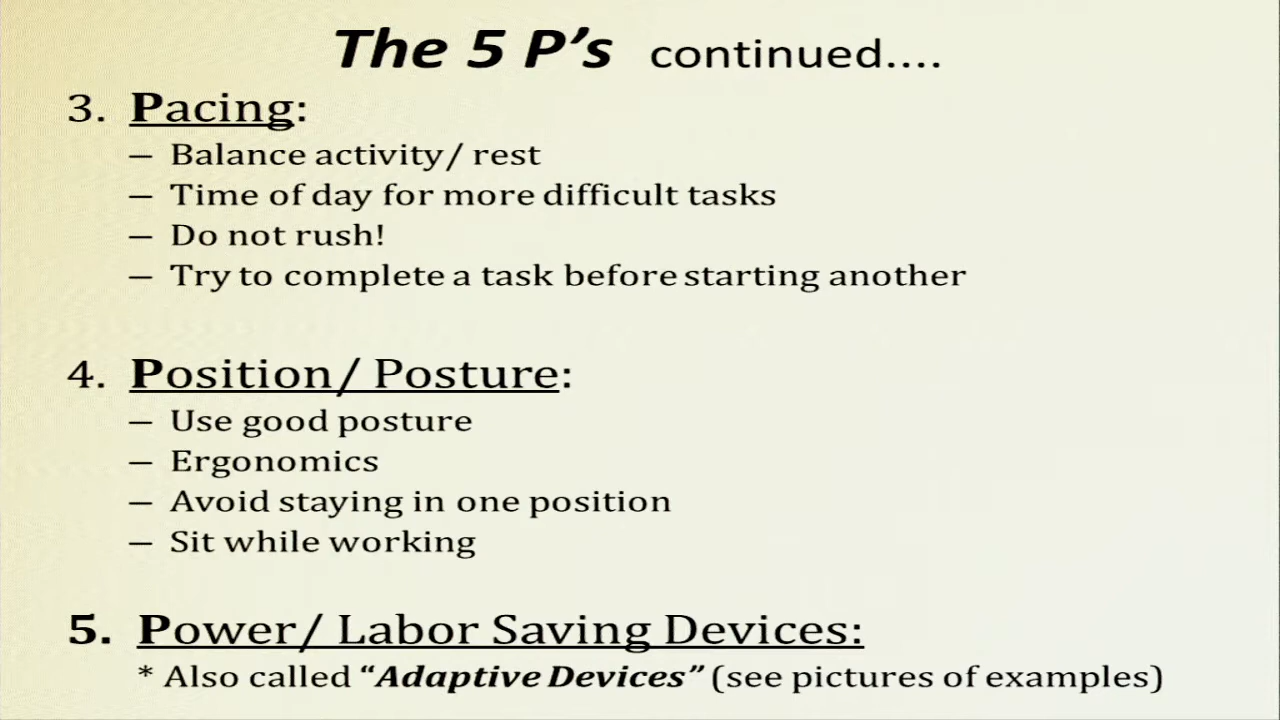 The 5 P's continued....
3. Pacing:
– Balance activity/ rest
– Time of day for more difficult tasks
– Do not rush!
– Try to complete a task before starting another
4. Position/ Posture:
– Use good posture
– Ergonomics
– Avoid staying in one position
– Sit while working
5. Power/ Labor Saving Devices:
* Also called “Adaptive Devices” (see pictures of examples)